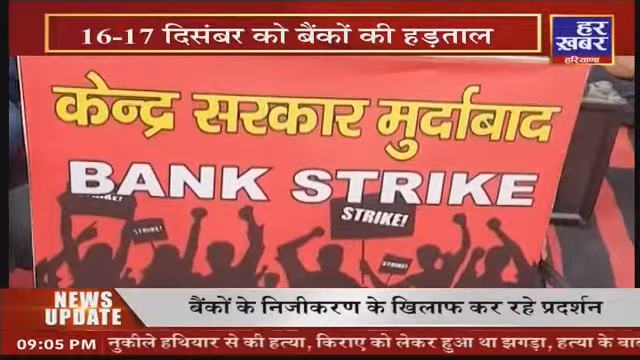 16-17 दिसंबर को बैंकों की हड़ताल
हर
ख़बर
हरियाणा
केन्द्र सरकार मुर्दाबाद
BANK STRIKE
STRIKE!
STRIKE!
STRIKE!
NEWS
UPDATE
बैंकों के निजीकरण के खिलाफ कर रहे प्रदर्शन
09:05 PM
नुकीले हथियार से की हत्या, किराए को लेकर हुआ था झगड़ा, हत्या के